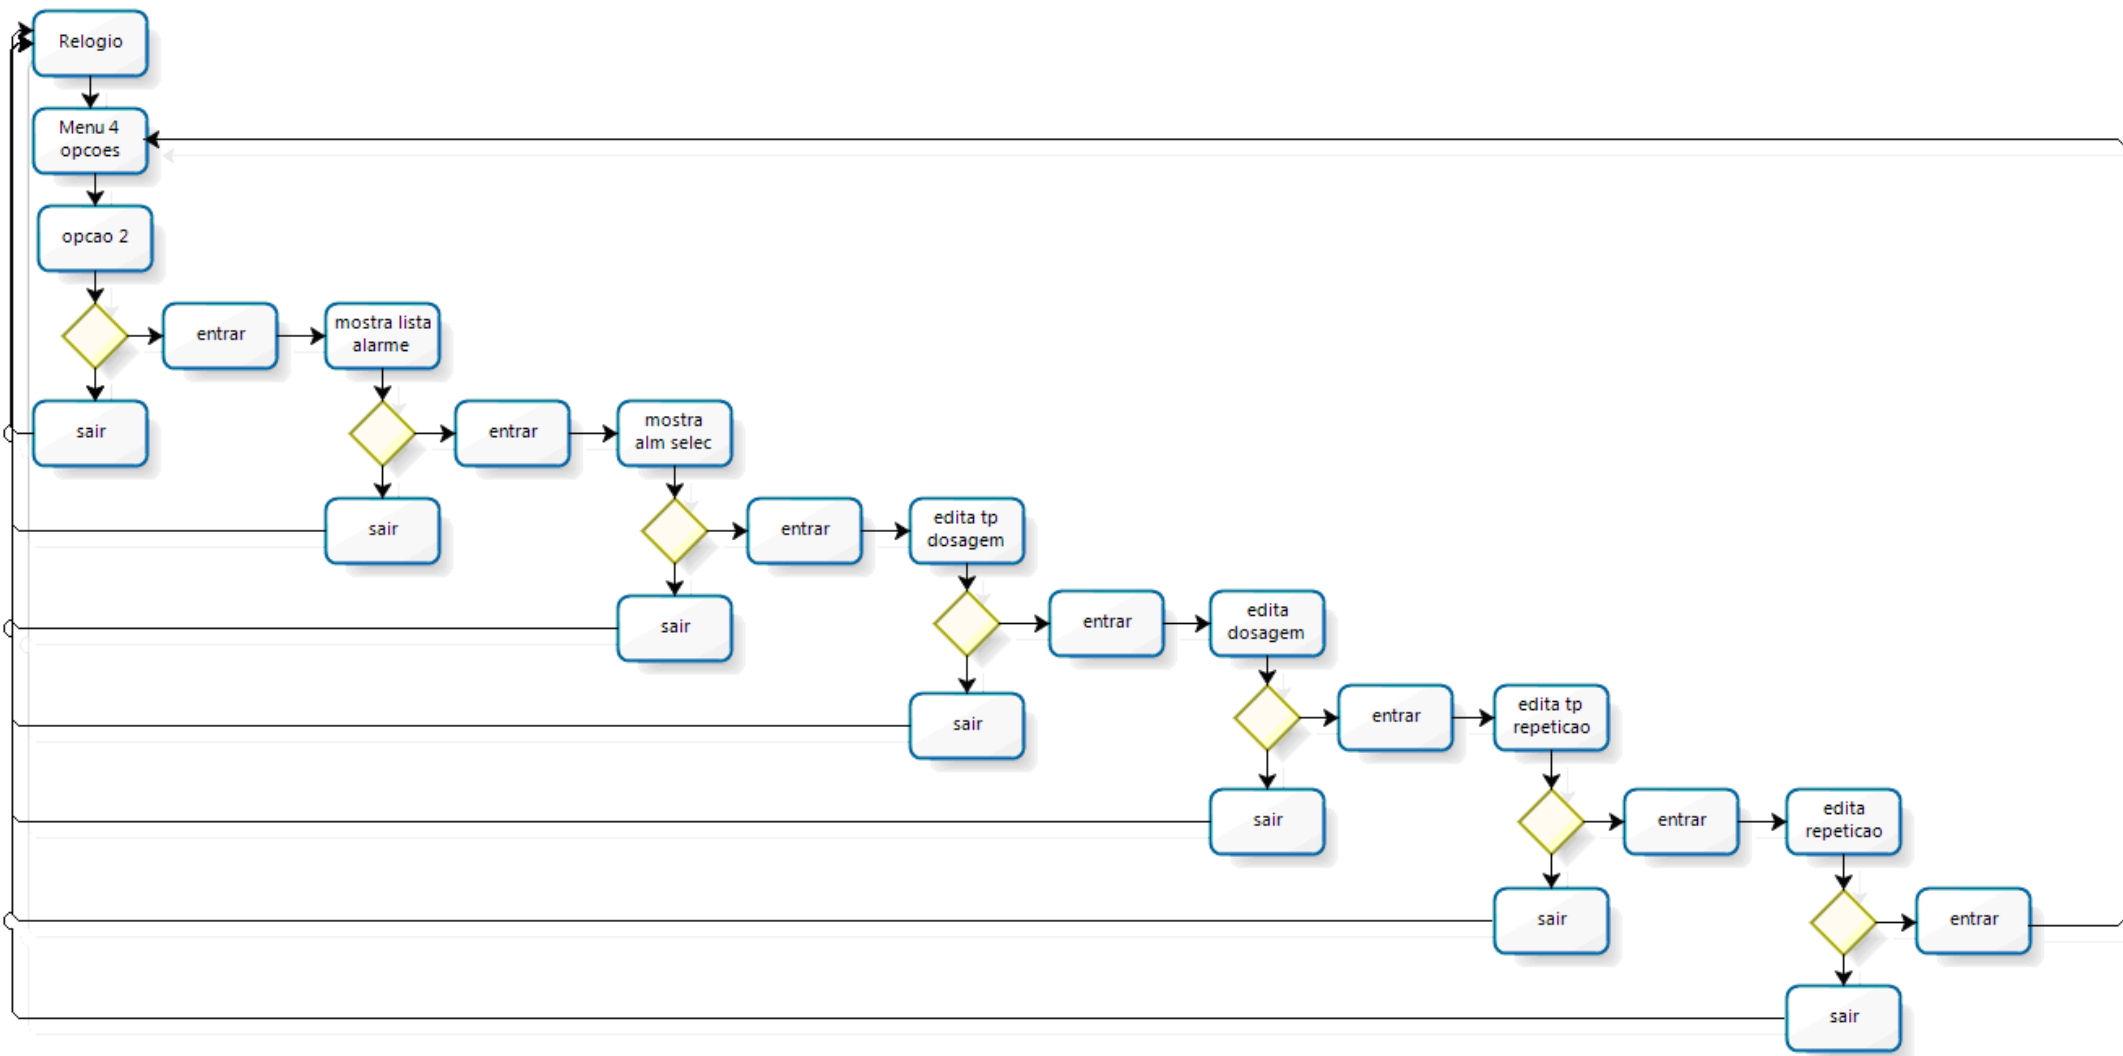 Relogio
Menu 4
opcoes
opcao 2
entrar
mostra lista
alarme
sair
entrar
mostra
alm selec
sair
entrar
edita tp
dosagem
sair
entrar
edita
dosagem
sair
entrar
edita tp
repeticao
sair
entrar
edita
repeticao
sair
entrar
sair